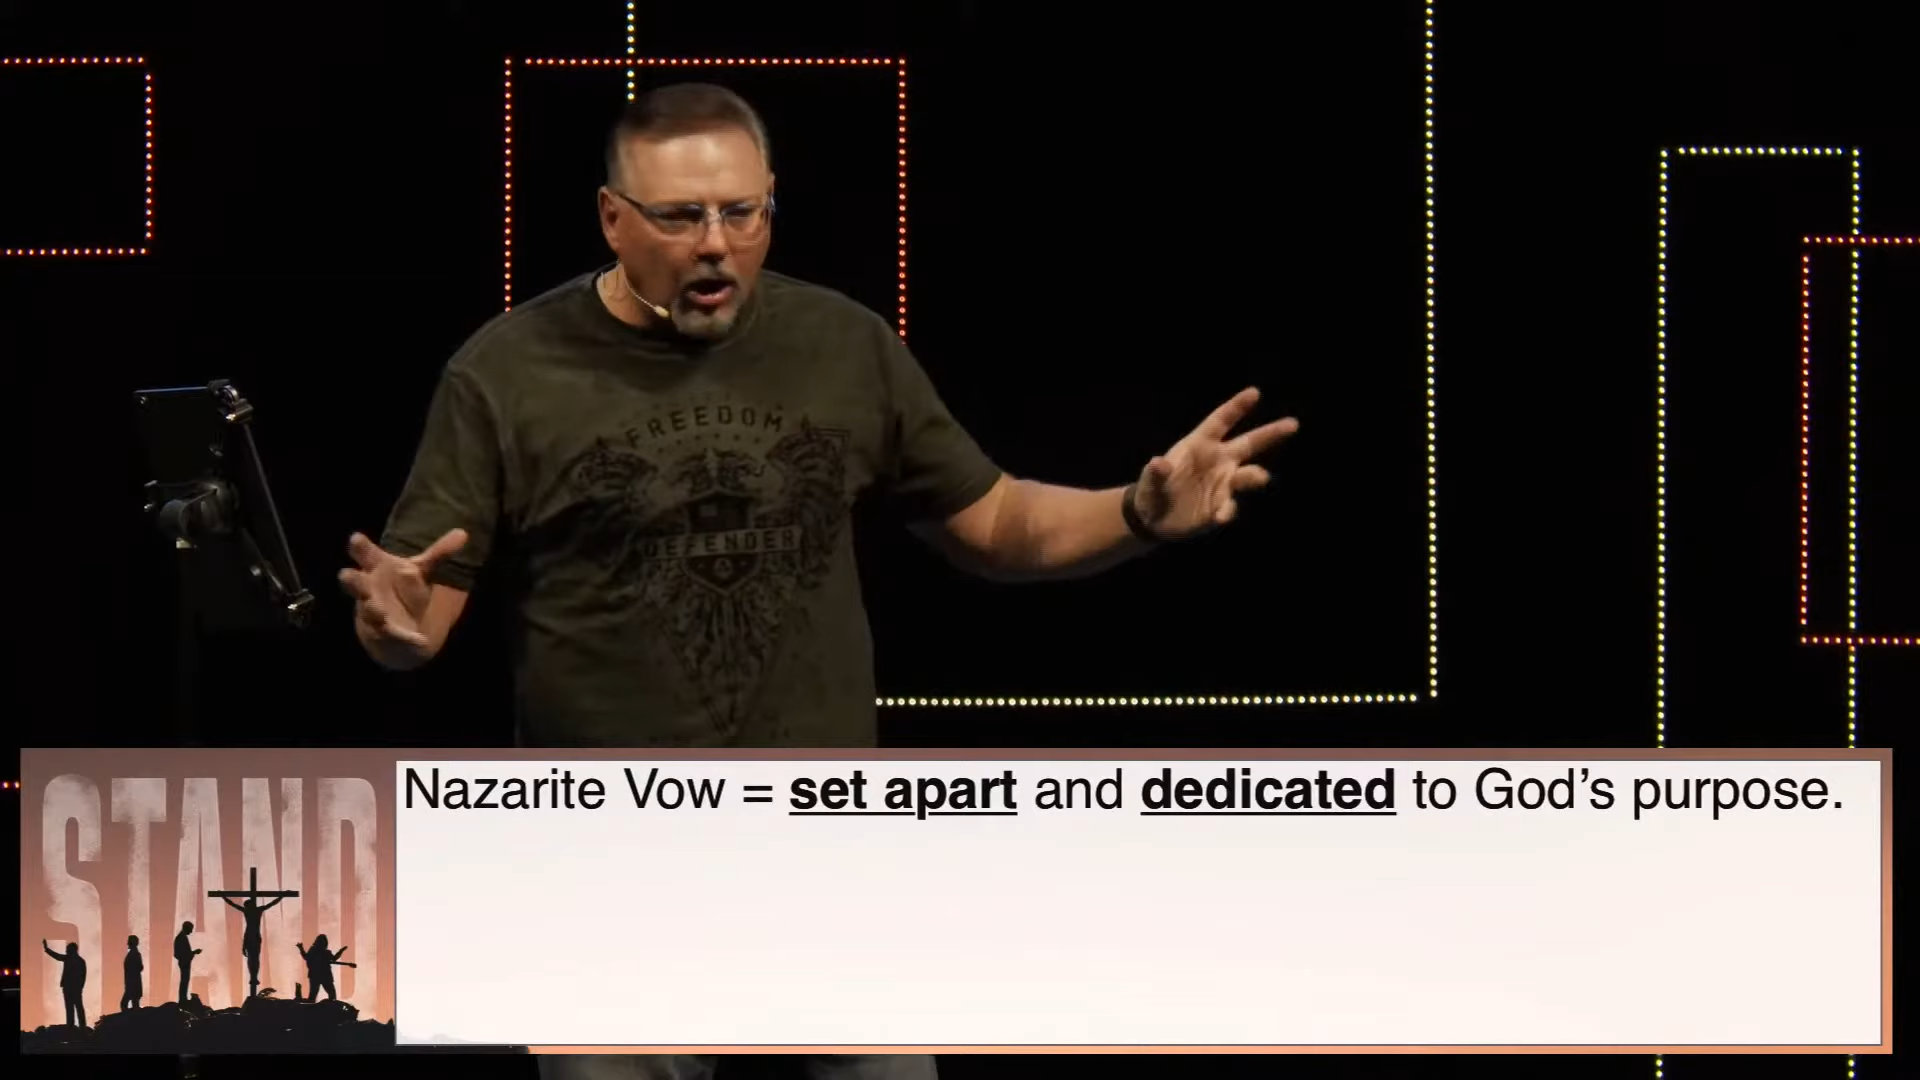 FREEDOM
DEFENDER
STAND
Nazarite Vow = set apart and dedicated to God’s purpose.